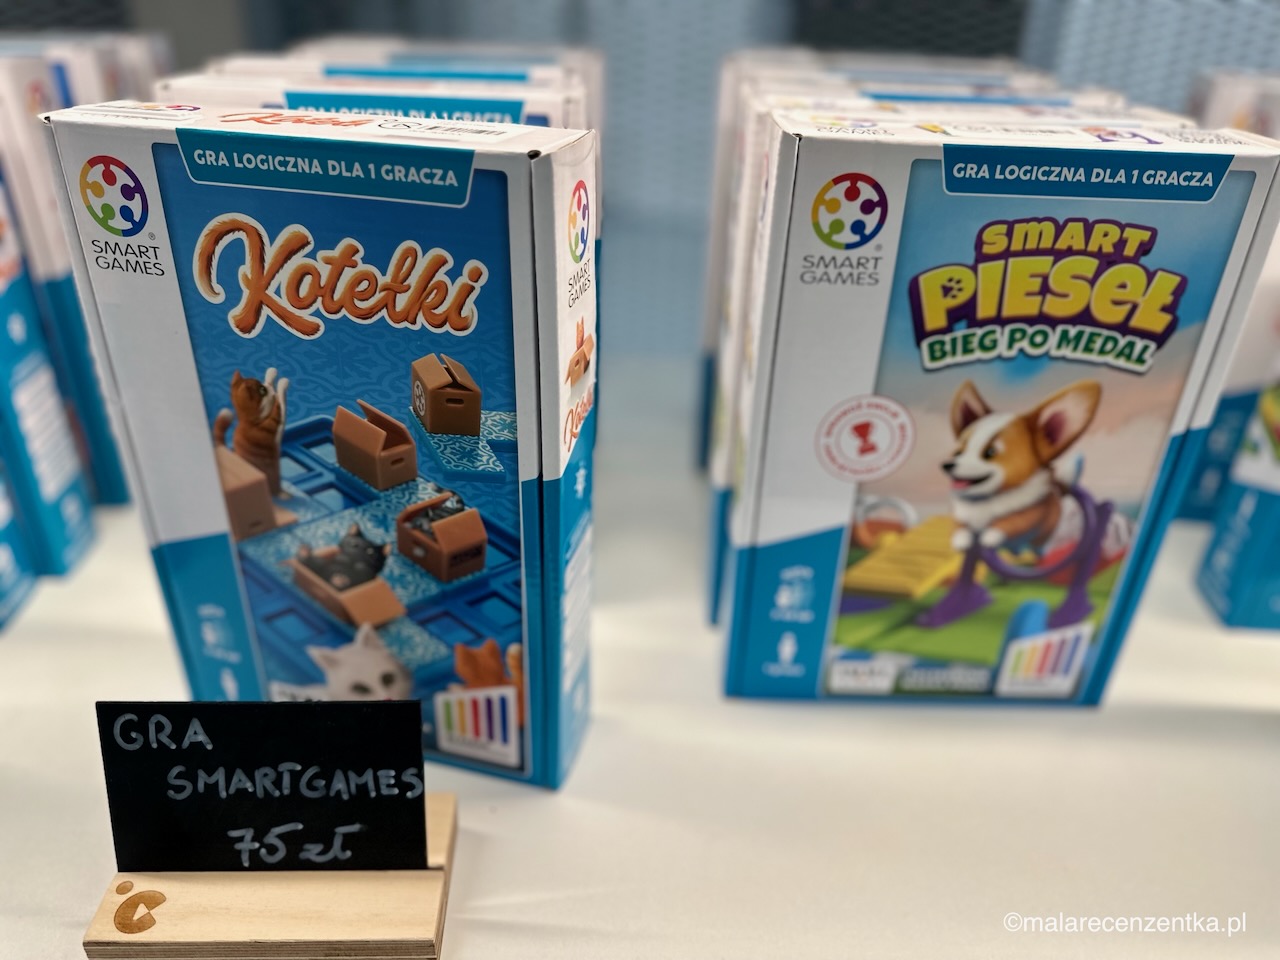 GRA LOGICZNA DLA 1 GRACZA
SMART
GAMES
Kotełki
SMART
GAMES
GRA
SMARTGAMES
75 zł
GRA LOGICZNA DLA 1 GRACZA
SMART
GAMES
SMART
PIESEŁ
BIEG PO MEDAL
©malarecenzentka.pl